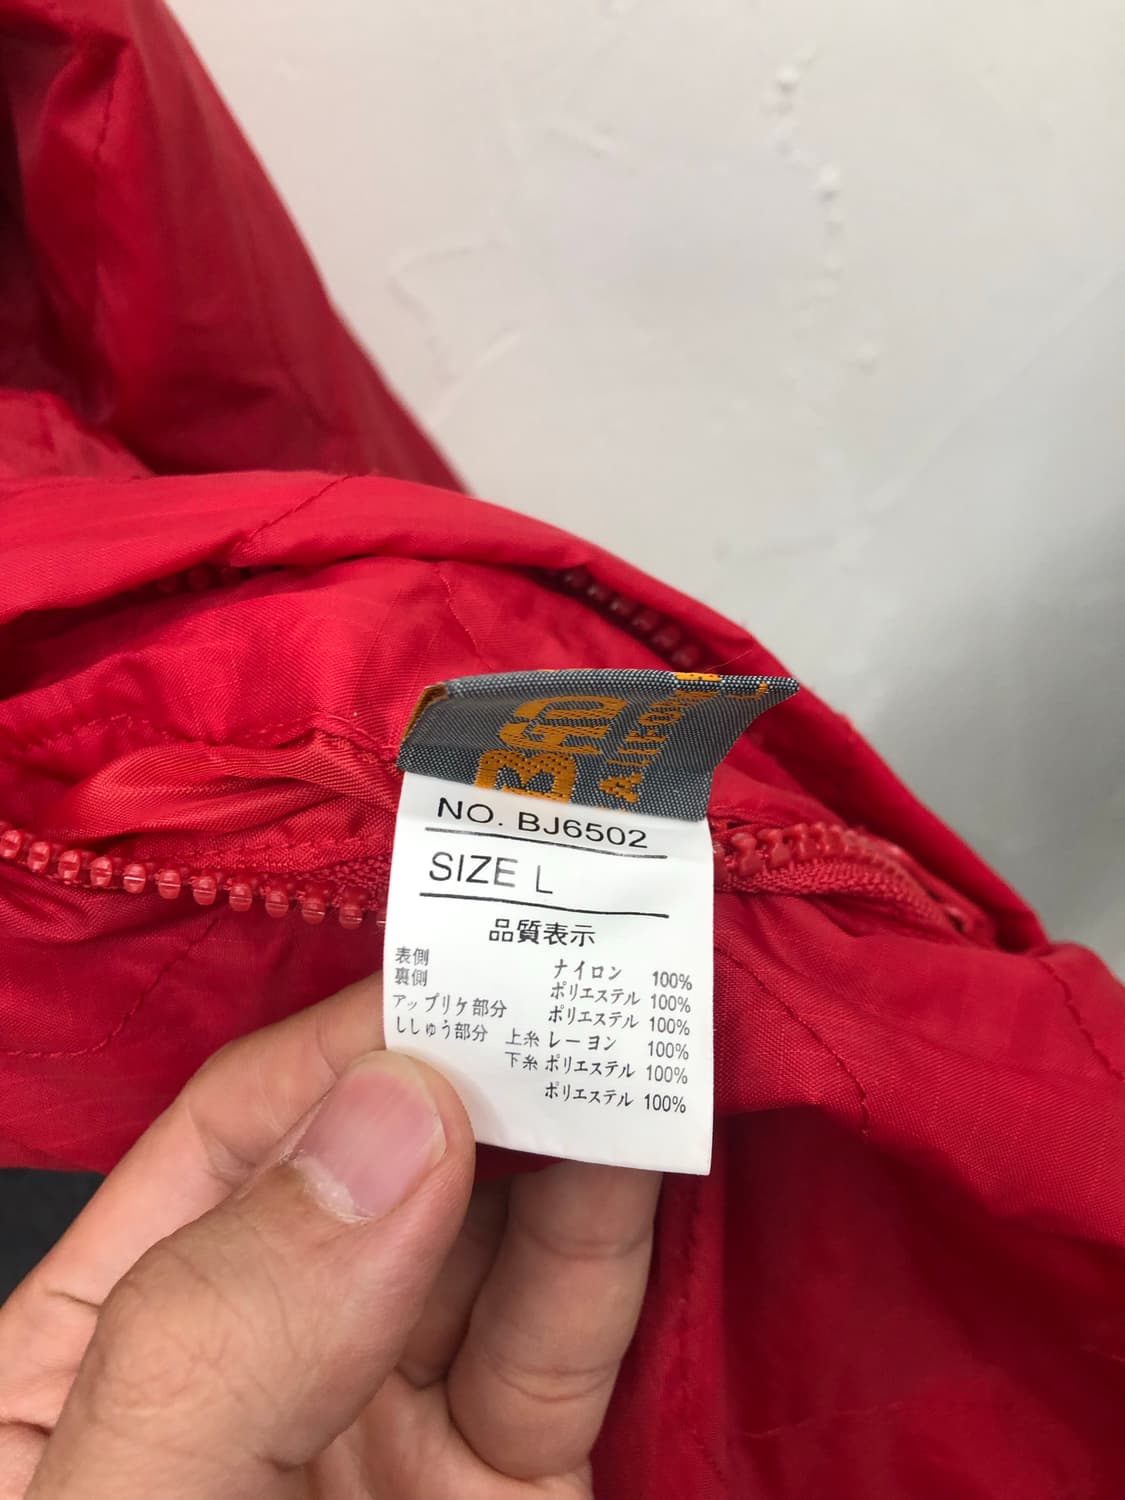 NO. BJ6502
SIZE L
品質表示
表側 ナイロン 100%
裏側 ポリエステル 100%
アップリケ部分 ポリエステル 100%
ししゅう部分 上糸 レーヨン 100%
下糸 ポリエステル 100%
ポリエステル 100%